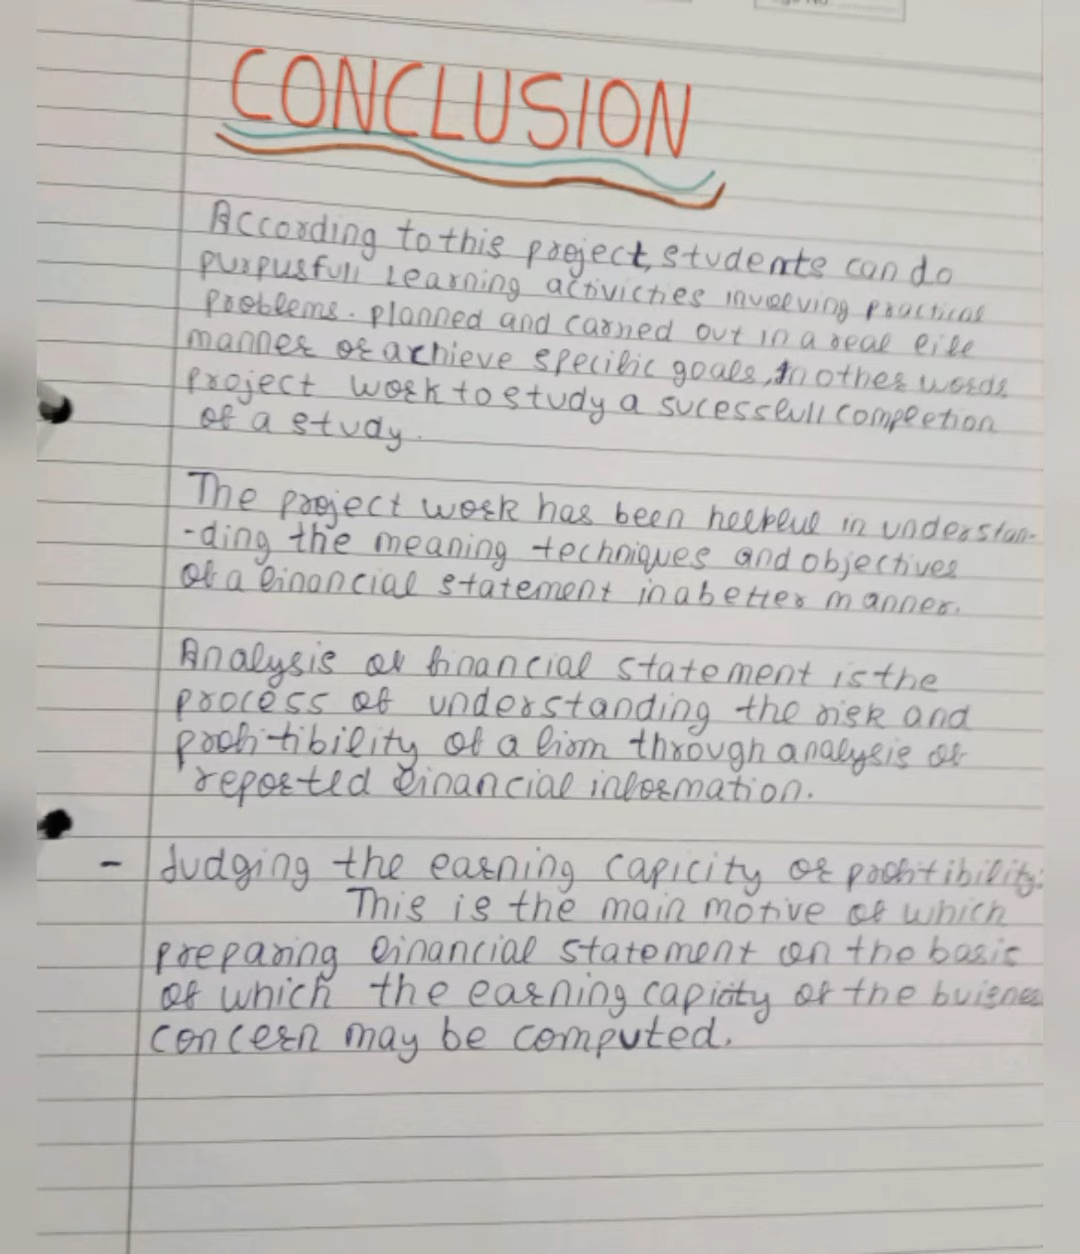 CONCLUSION
According to this project, students can do
purpusfull Learning activicties involving practical
problems. planned and carried out in a real life
manner of achieve specific goals, In other words
project work to study a sucessfull completion
of a study.
The project work has been helpful in understan-
-ding the meaning techniques and objectives
of a financial statement in a better manner.
Analysis of financial statement is the
process of understanding the risk and
profitibility of a firm through analysis of
reported financial information.
- Judging the earning capicity or profitibility:
This is the main motive of which
preparing financial statement on the basis
of which the earning capicity of the
concern may be computed.